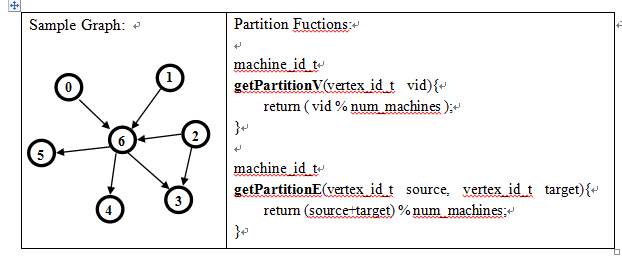 Sample Graph:
0
1
6
2
5
4
3
Partition Fuctions:
machine_id_t
getPartitionV(vertex_id_t vid){
return ( vid % num_machines );
}
machine_id_t
getPartitionE(vertex_id_t source, vertex_id_t target){
return (source+target) % num_machines;
}